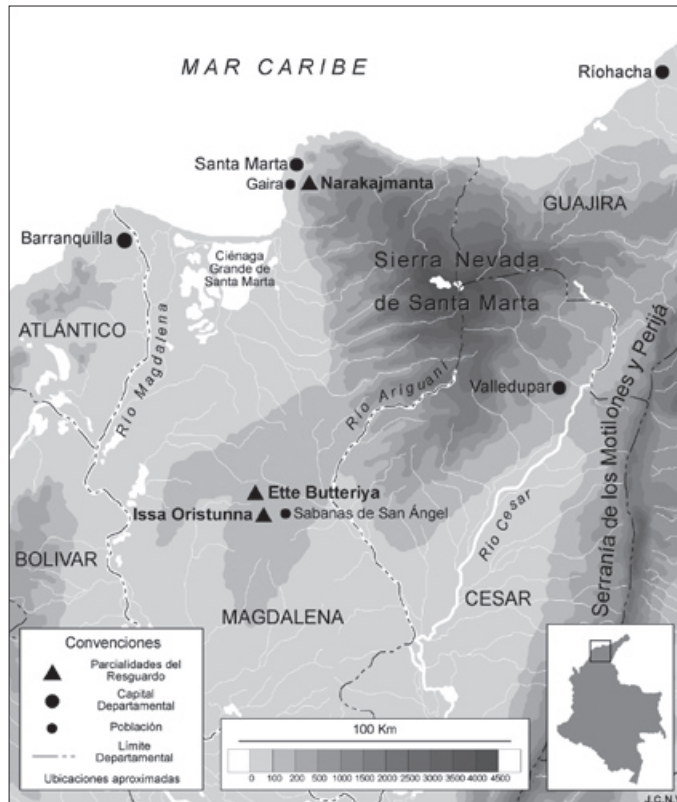 MAR CARIBE
Ríohacha
Santa Marta
Gaira
Narakajmanta
GUAJIRA
Barranquilla
Ciénaga
Grande de
Santa Marta
Sierra Nevada
de Santa Marta
ATLÁNTICO
Río Magdalena
Río Ariguaní
Valledupar
Serranía de los Motilones y Perijá
Ette Butteriya
Issa Oristunna
Sabanas de San Ángel
Río Cesar
BOLIVAR
MAGDALENA
CESAR
Convenciones
Parcialidades del
Resguardo
Capital
Departamental
Población
Límite
Departamental
Ubicaciones aproximadas
100 Km
0 100 200 500 1000 1500 2000 2500 3000 3500 4000 4500
J.C.N.V